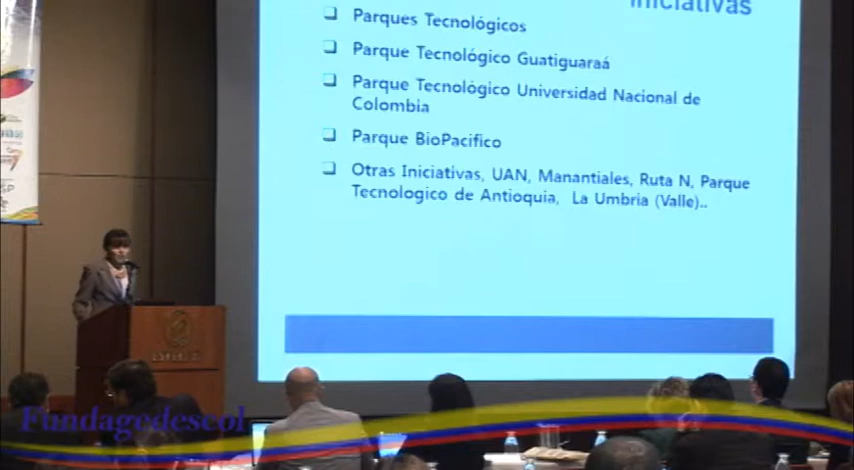 Iniciativas
Parques Tecnológicos
Parque Tecnológico Guatiguaraá
Parque Tecnológico Universidad Nacional de
Colombia
Parque BioPacifico
Otras Iniciativas, UAN, Manantiales, Ruta N, Parque
Tecnologico de Antioquia, La Umbria (Valle)..
Fundagedescol